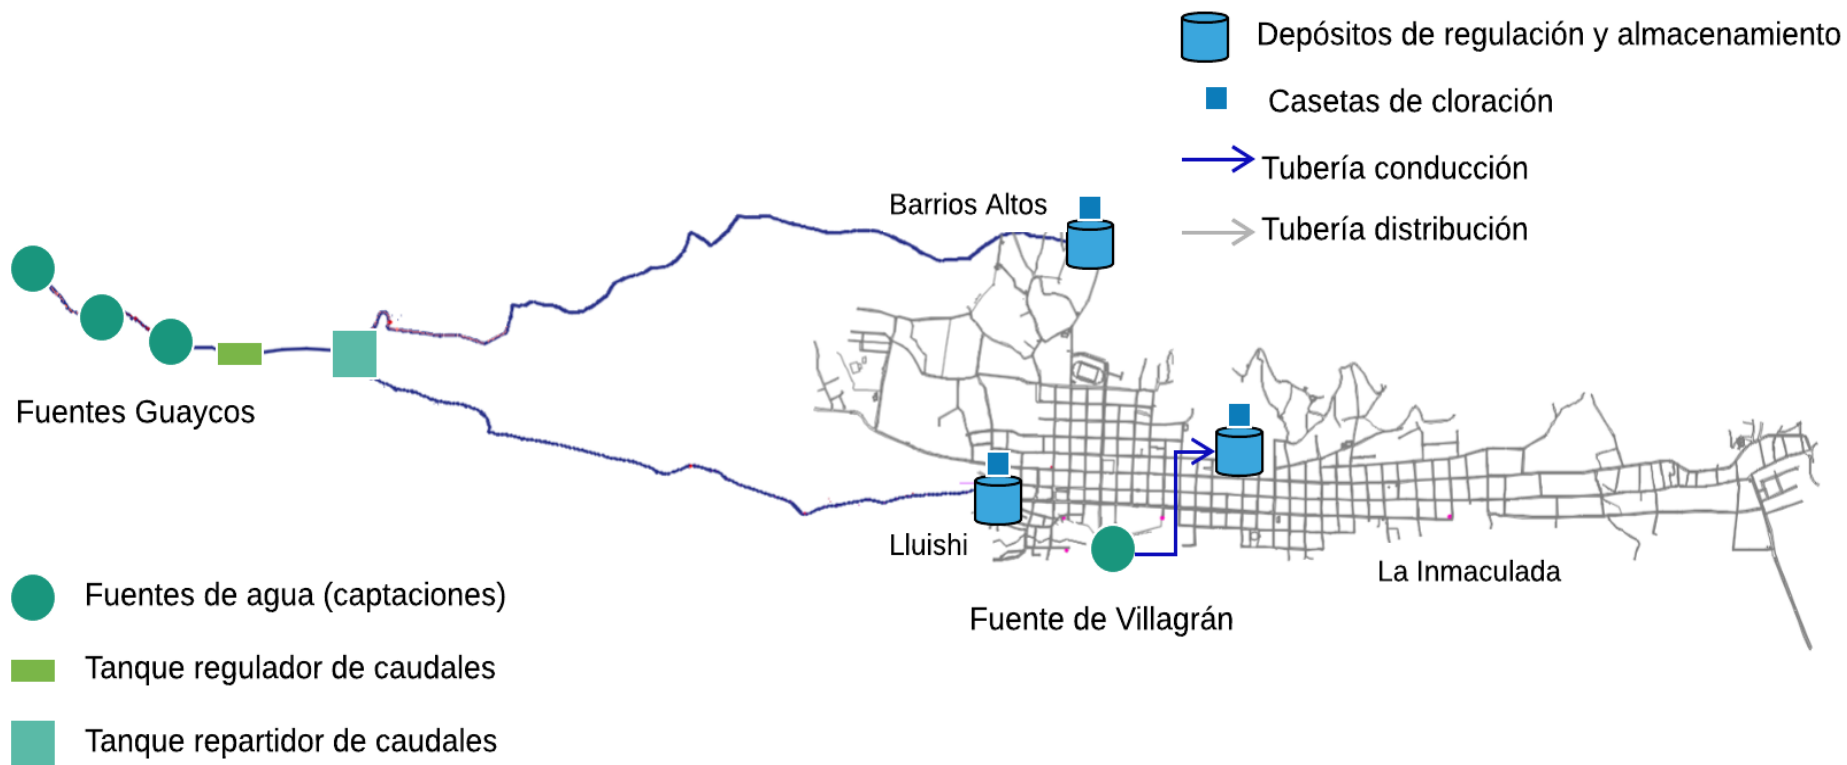 Depósitos de regulación y almacenamiento
Casetas de cloración
Tubería conducción
Barrios Altos
Tubería distribución
Fuentes Guaycos
Lluishi
La Inmaculada
Fuentes de agua (captaciones)
Fuente de Villagrán
Tanque regulador de caudales
Tanque repartidor de caudales